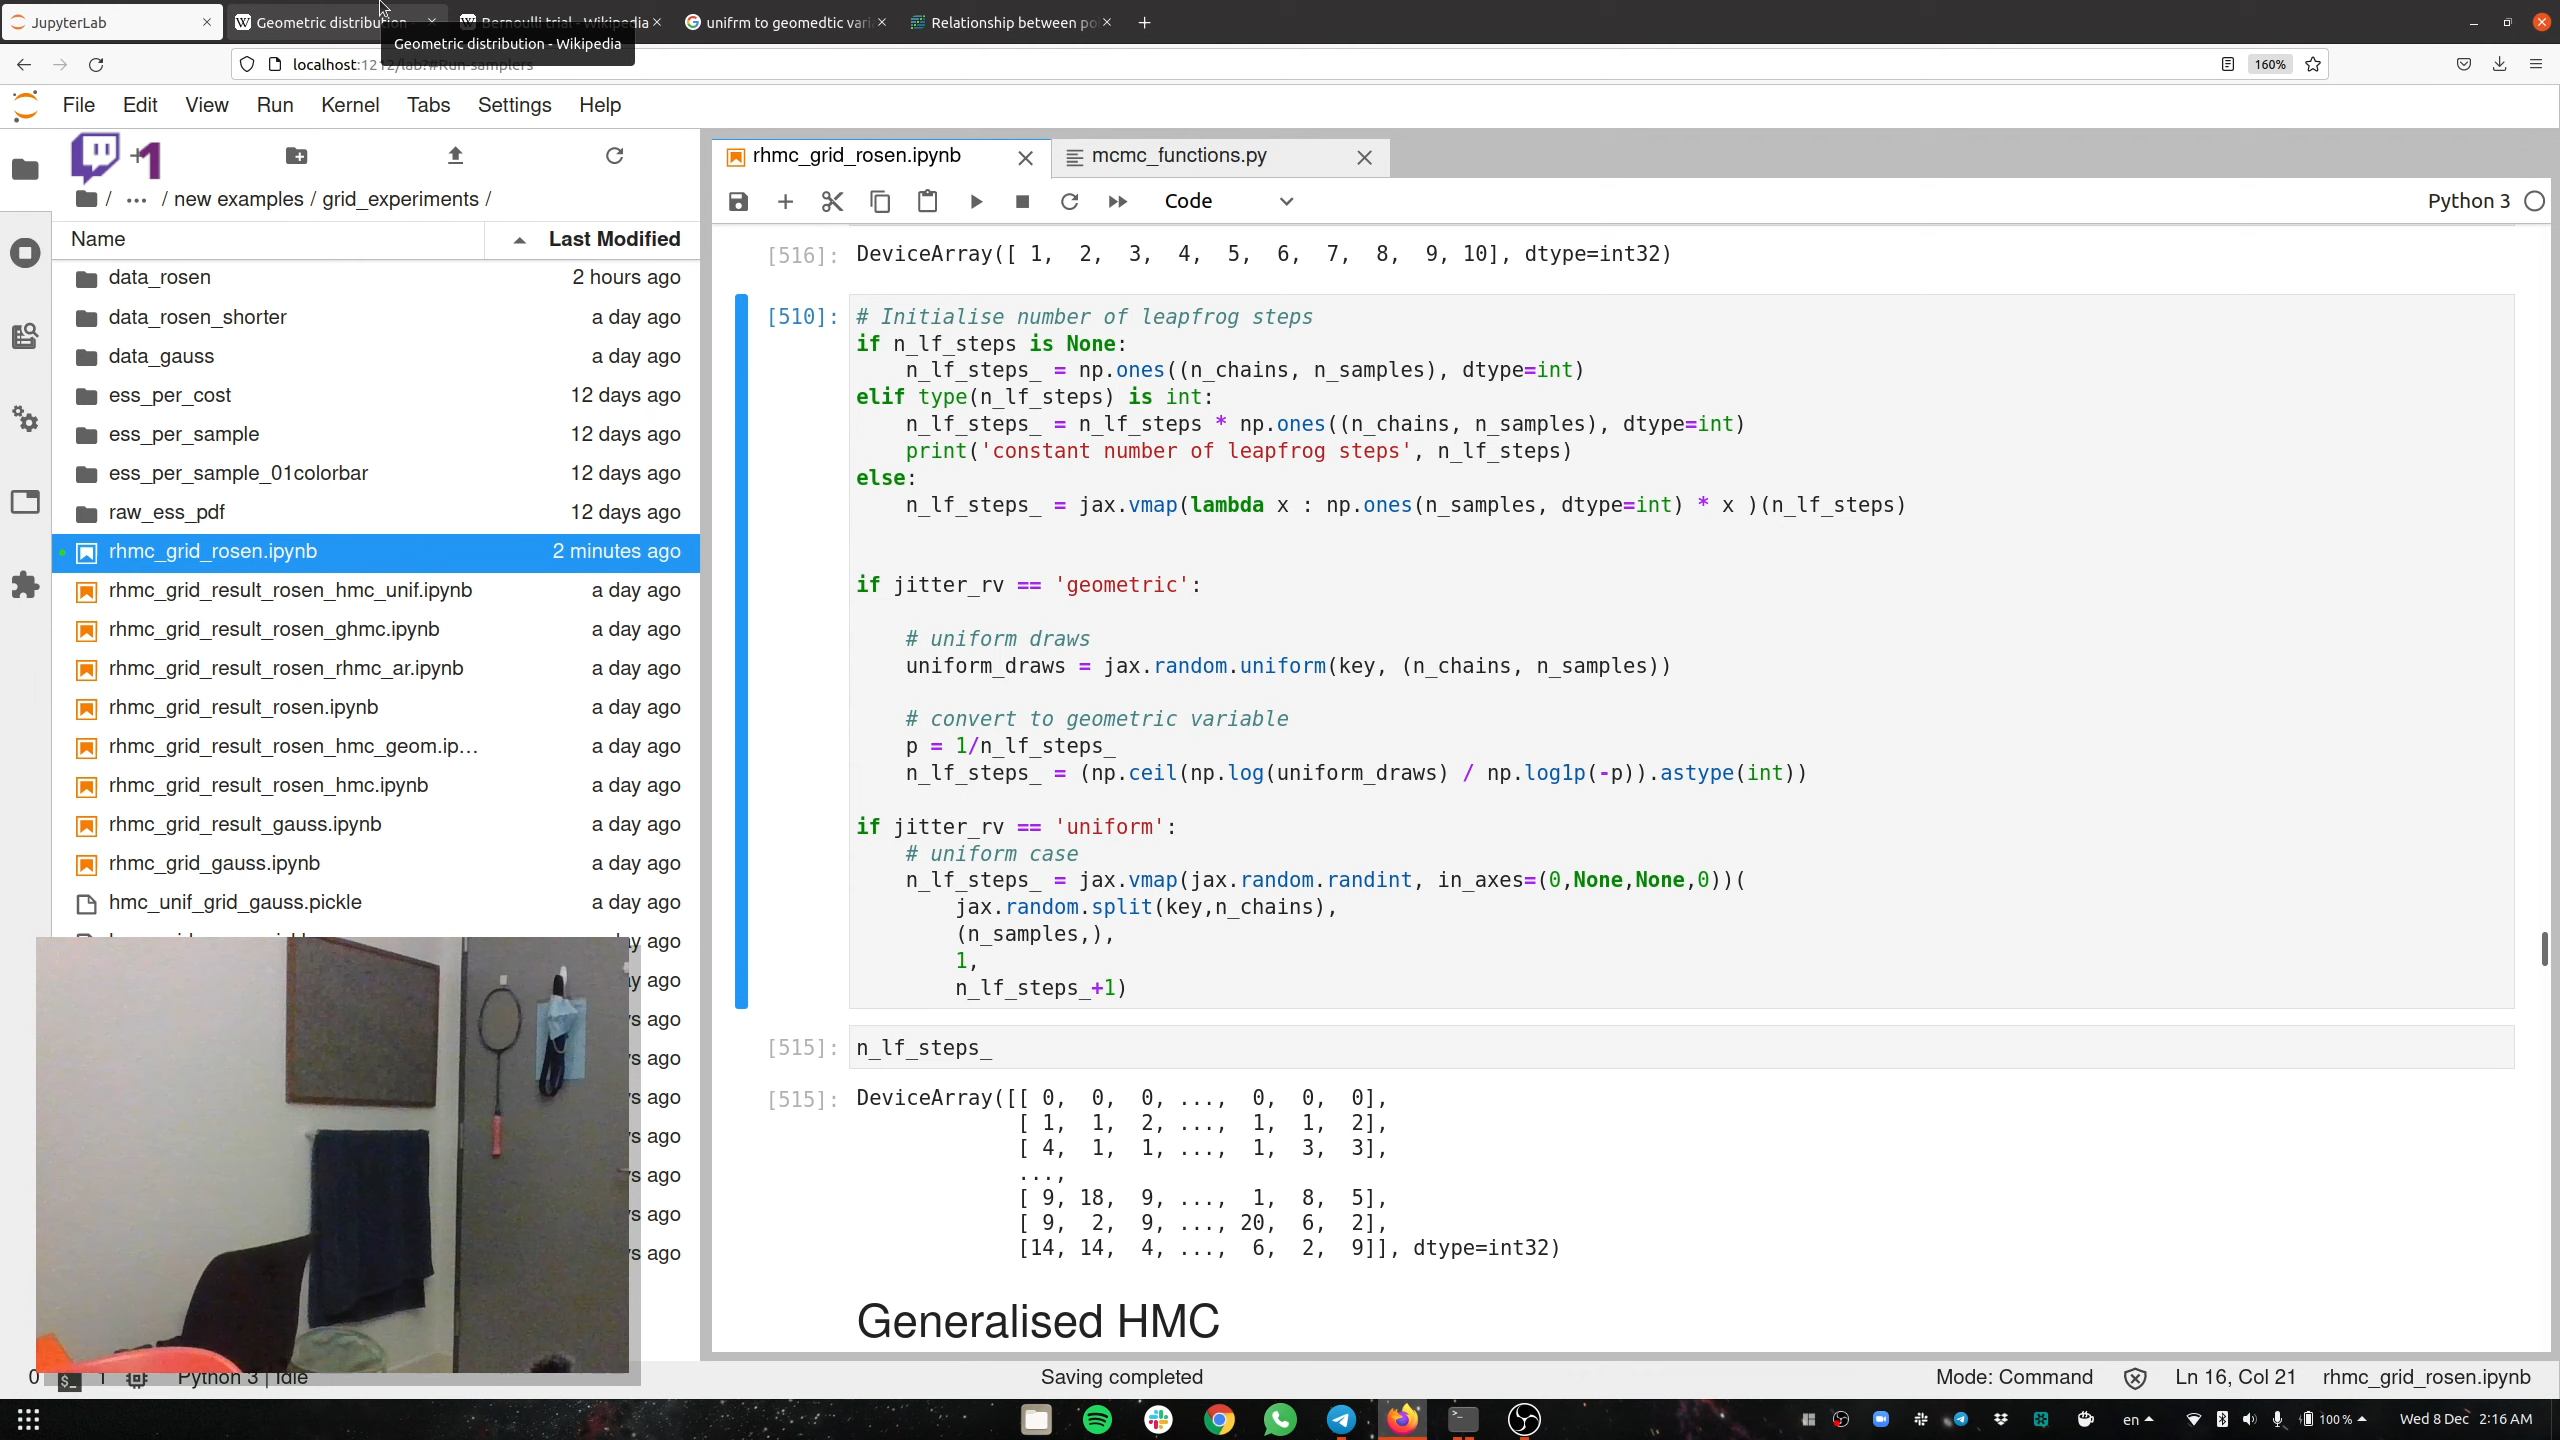 JupyterLab
Geometric distribution
Bernoulli trial - Wikipedia
unifrm to geomedtic vari
Relationship between po
Geometric distribution - Wikipedia
localhost:1212/lab?#Run-samplers
160%
File Edit View Run Kernel Tabs Settings Help
1
/ ... / new examples / grid_experiments /
Name Last Modified
data_rosen 2 hours ago
data_rosen_shorter a day ago
data_gauss a day ago
ess_per_cost 12 days ago
ess_per_sample 12 days ago
ess_per_sample_01colorbar 12 days ago
raw_ess_pdf 12 days ago
rhmc_grid_rosen.ipynb 2 minutes ago
rhmc_grid_result_rosen_hmc_unif.ipynb a day ago
rhmc_grid_result_rosen_ghmc.ipynb a day ago
rhmc_grid_result_rosen_rhmc_ar.ipynb a day ago
rhmc_grid_result_rosen.ipynb a day ago
rhmc_grid_result_rosen_hmc_geom.ip... a day ago
rhmc_grid_result_rosen_hmc.ipynb a day ago
rhmc_grid_result_gauss.ipynb a day ago
rhmc_grid_gauss.ipynb a day ago
hmc_unif_grid_gauss.pickle a day ago
ago
ago
ago
ago
ago
ago
ago
ago
ago
rhmc_grid_rosen.ipynb
mcmc_functions.py
Code
Python 3
[516]: DeviceArray([ 1, 2, 3, 4, 5, 6, 7, 8, 9, 10], dtype=int32)
[510]: # Initialise number of leapfrog steps
if n_lf_steps is None:
n_lf_steps_ = np.ones((n_chains, n_samples), dtype=int)
elif type(n_lf_steps) is int:
n_lf_steps_ = n_lf_steps * np.ones((n_chains, n_samples), dtype=int)
print('constant number of leapfrog steps', n_lf_steps)
else:
n_lf_steps_ = jax.vmap(lambda x : np.ones(n_samples, dtype=int) * x )(n_lf_steps)
if jitter_rv == 'geometric':
# uniform draws
uniform_draws = jax.random.uniform(key, (n_chains, n_samples))
# convert to geometric variable
p = 1/n_lf_steps_
n_lf_steps_ = (np.ceil(np.log(uniform_draws) / np.log1p(-p)).astype(int))
if jitter_rv == 'uniform':
# uniform case
n_lf_steps_ = jax.vmap(jax.random.randint, in_axes=(0,None,None,0))(
jax.random.split(key,n_chains),
(n_samples,),
1,
n_lf_steps_+1)
[515]: n_lf_steps_
[515]: DeviceArray([[ 0, 0, 0, ..., 0, 0, 0],
[ 1, 1, 2, ..., 1, 1, 2],
[ 4, 1, 1, ..., 1, 3, 3],
...,
[ 9, 18, 9, ..., 1, 8, 5],
[ 9, 2, 9, ..., 20, 6, 2],
[14, 14, 4, ..., 6, 2, 9]], dtype=int32)
Generalised HMC
0 1 Python 3 | Idle
Saving completed
Mode: Command
Ln 16, Col 21
rhmc_grid_rosen.ipynb
en
100 %
Wed 8 Dec 2:16 AM